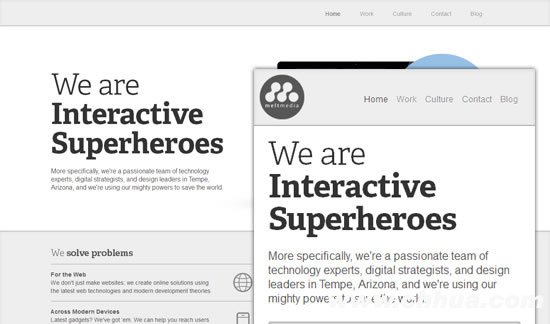 Home Work Culture Contact Blog
We are
Interactive
Superheroes
More specifically, we're a passionate team of technology
experts, digital strategists, and design leaders in Tempe,
Arizona, and we're using our mighty powers to save the world.
We solve problems
For the Web
We don't just make websites; we create online solutions using
the latest web technologies and modern development theories.
Across Modern Devices
Latest gadgets? We've got 'em. We can help you reach users
meltmedia
Home Work Culture Contact Blog
We are
Interactive
Superheroes
More specifically, we're a passionate team of
technology experts, digital strategists, and design
leaders in Tempe, Arizona, and we're using our
mighty powers to save the world.